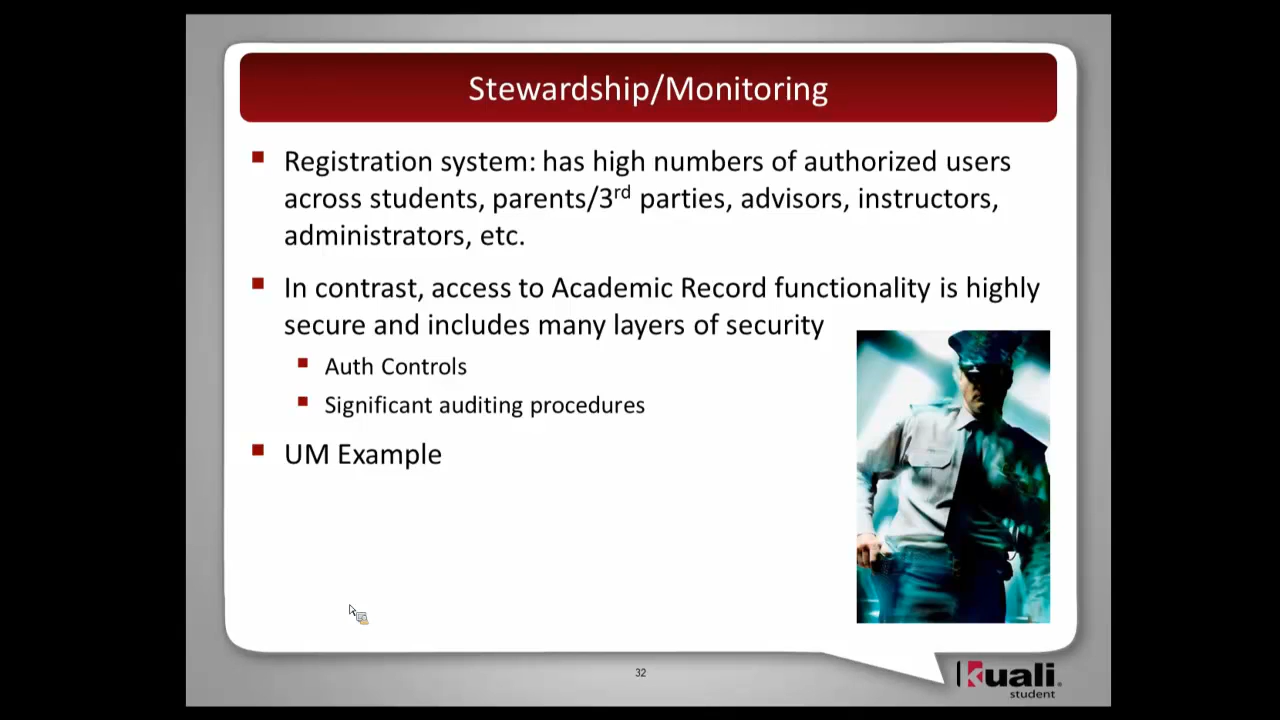 Stewardship/Monitoring
Registration system: has high numbers of authorized users
across students, parents/3rd parties, advisors, instructors,
administrators, etc.
In contrast, access to Academic Record functionality is highly
secure and includes many layers of security
Auth Controls
Significant auditing procedures
UM Example
32
kuali
student